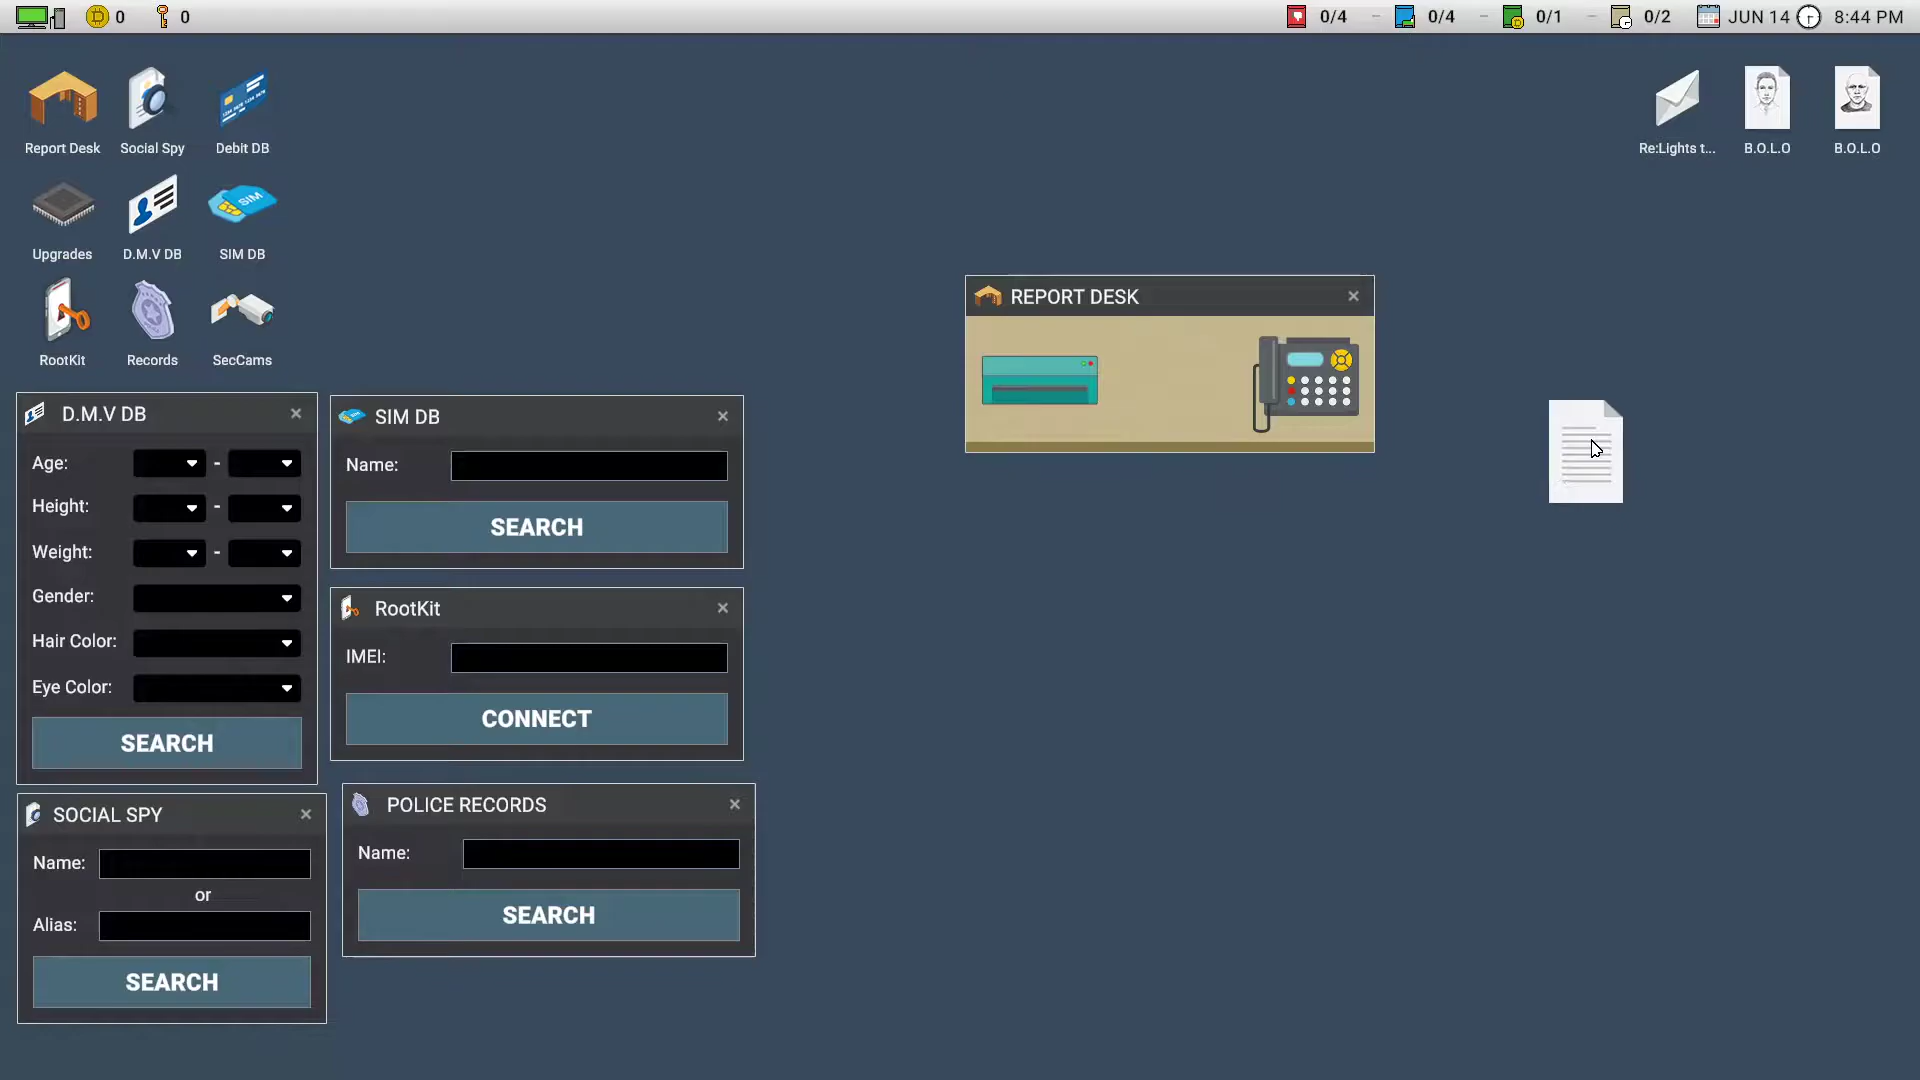 0 0 0/4 - 0/4 - 0/1 - 0/2 JUN 14 8:44 PM
Report Desk Social Spy Debit DB
Re:Lights t... B.O.L.O B.O.L.O
SIM
Upgrades D.M.V DB SIM DB
RootKit Records SecCams
REPORT DESK ×
D.M.V DB ×
Age: -
Height: -
Weight: -
Gender:
Hair Color:
Eye Color:
SEARCH
SIM DB ×
Name:
SEARCH
RootKit ×
IMEI:
CONNECT
SOCIAL SPY ×
Name:
or
Alias:
SEARCH
POLICE RECORDS ×
Name:
SEARCH